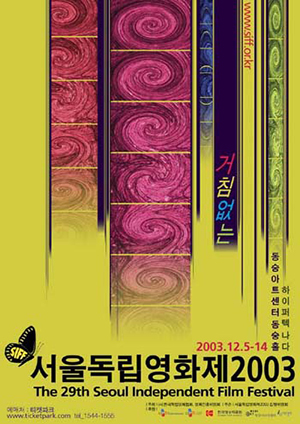 www.siff.or.kr
거침없는
2003.12.5-14
하이퍼텍나다
동숭아트센터동숭홀
SIFF
서울독립영화제2003
The 29th Seoul Independent Film Festival
예매처: 티켓파크
www.ticketpark.com tel_1544-1555